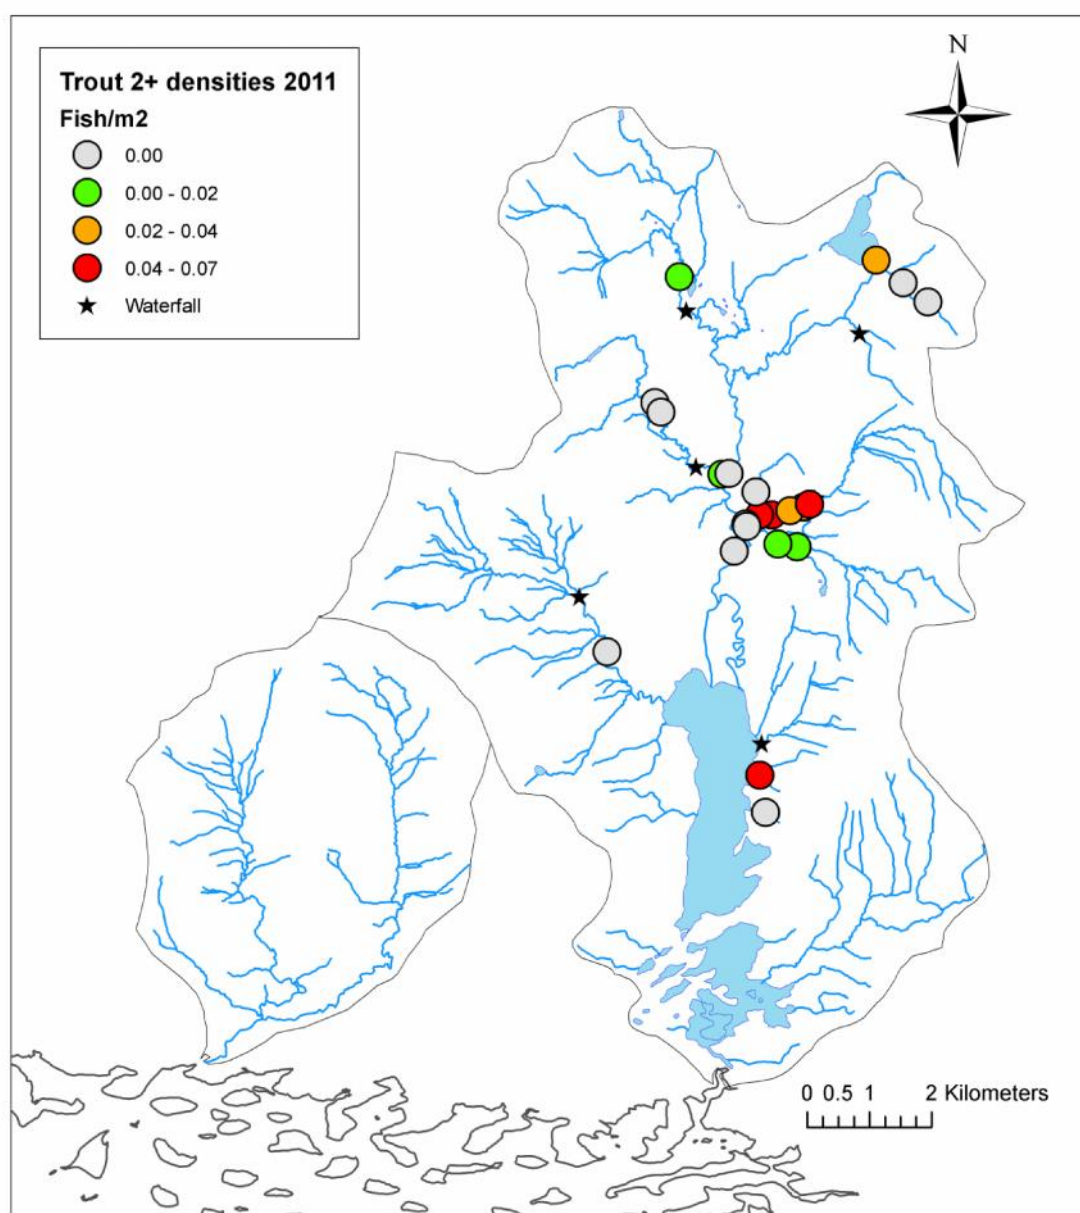 N
Trout 2+ densities 2011
Fish/m2
0.00
0.00 - 0.02
0.02 - 0.04
0.04 - 0.07
Waterfall
0 0.5 1 2 Kilometers